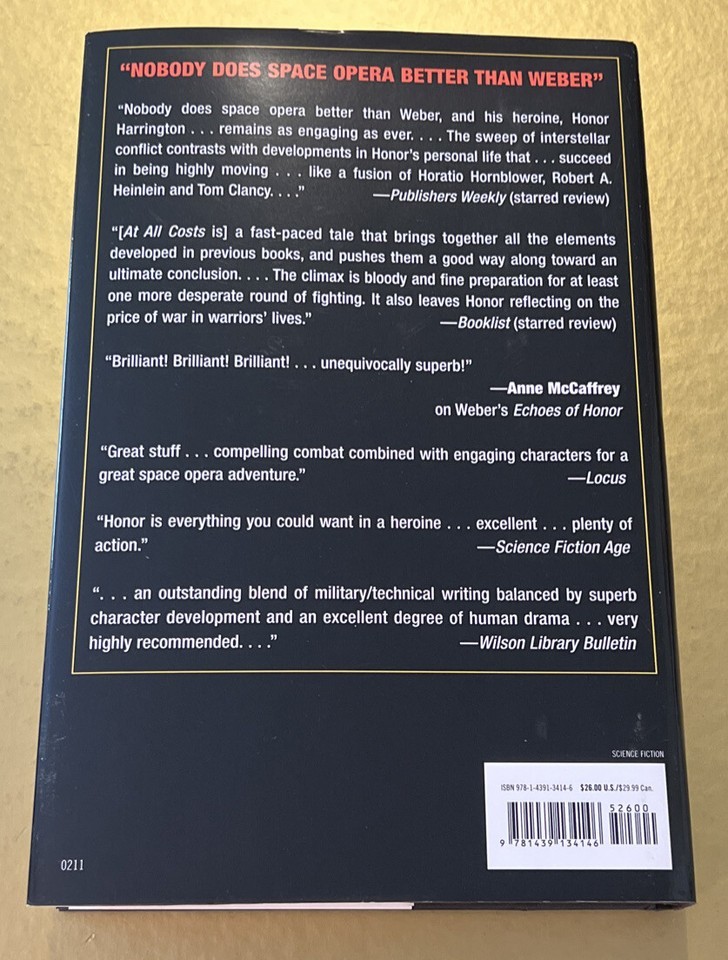 “NOBODY DOES SPACE OPERA BETTER THAN WEBER”
“Nobody does space opera better than Weber, and his heroine, Honor
Harrington . . . remains as engaging as ever. . . . The sweep of interstellar
conflict contrasts with developments in Honor’s personal life that . . . succeed
in being highly moving . . . like a fusion of Horatio Hornblower, Robert A.
Heinlein and Tom Clancy. . . .” —Publishers Weekly (starred review)
“[At All Costs is] a fast-paced tale that brings together all the elements
developed in previous books, and pushes them a good way along toward an
ultimate conclusion. . . . The climax is bloody and fine preparation for at least
one more desperate round of fighting. It also leaves Honor reflecting on the
price of war in warriors’ lives.” —Booklist (starred review)
“Brilliant! Brilliant! Brilliant! . . . unequivocally superb!”
—Anne McCaffrey
on Weber’s Echoes of Honor
“Great stuff . . . compelling combat combined with engaging characters for a
great space opera adventure.” —Locus
“Honor is everything you could want in a heroine . . . excellent . . . plenty of
action.” —Science Fiction Age
“. . . an outstanding blend of military/technical writing balanced by superb
character development and an excellent degree of human drama . . . very
highly recommended. . . .” —Wilson Library Bulletin
SCIENCE FICTION
ISBN 978-1-4391-3414-6 $26.00 U.S./$29.99 Can.
52600
9 781439 134146
0211